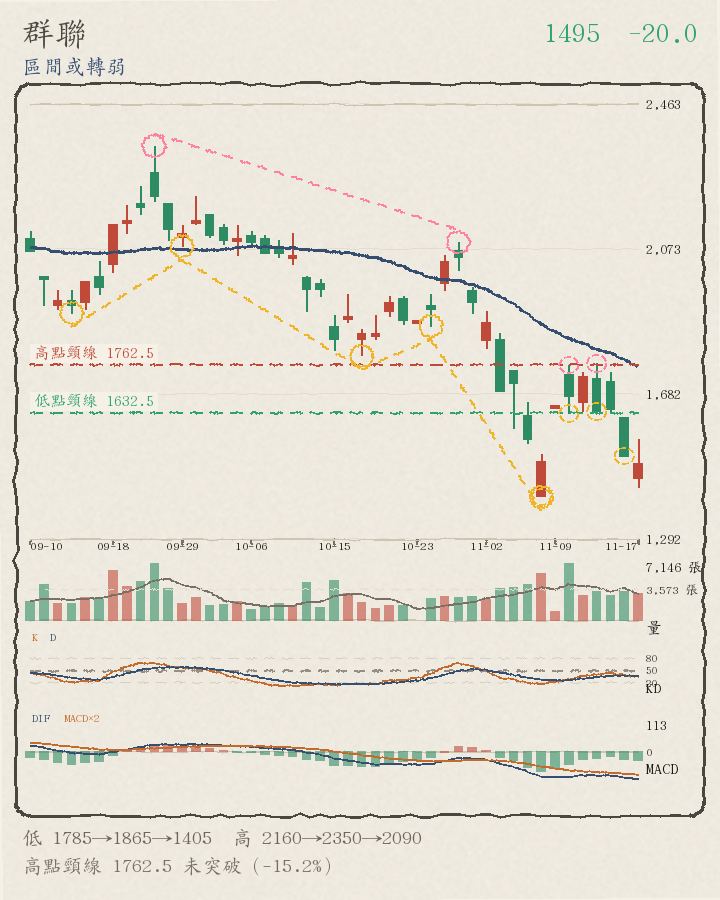 群聯
1495 -20.0
區間或轉弱
2,463
2,073
高點頸線 1762.5
低點頸線 1632.5
1,682
1,292
09-10 09-18 09-29 10-06 10-15 10-23 11-02 11-09 11-17
7,146 張
3,573 張
量
K D
80
50
20
KD
DIF MACD×2
113
0
MACD
低 1785→1865→1405 高 2160→2350→2090
高點頸線 1762.5 未突破 (-15.2%)